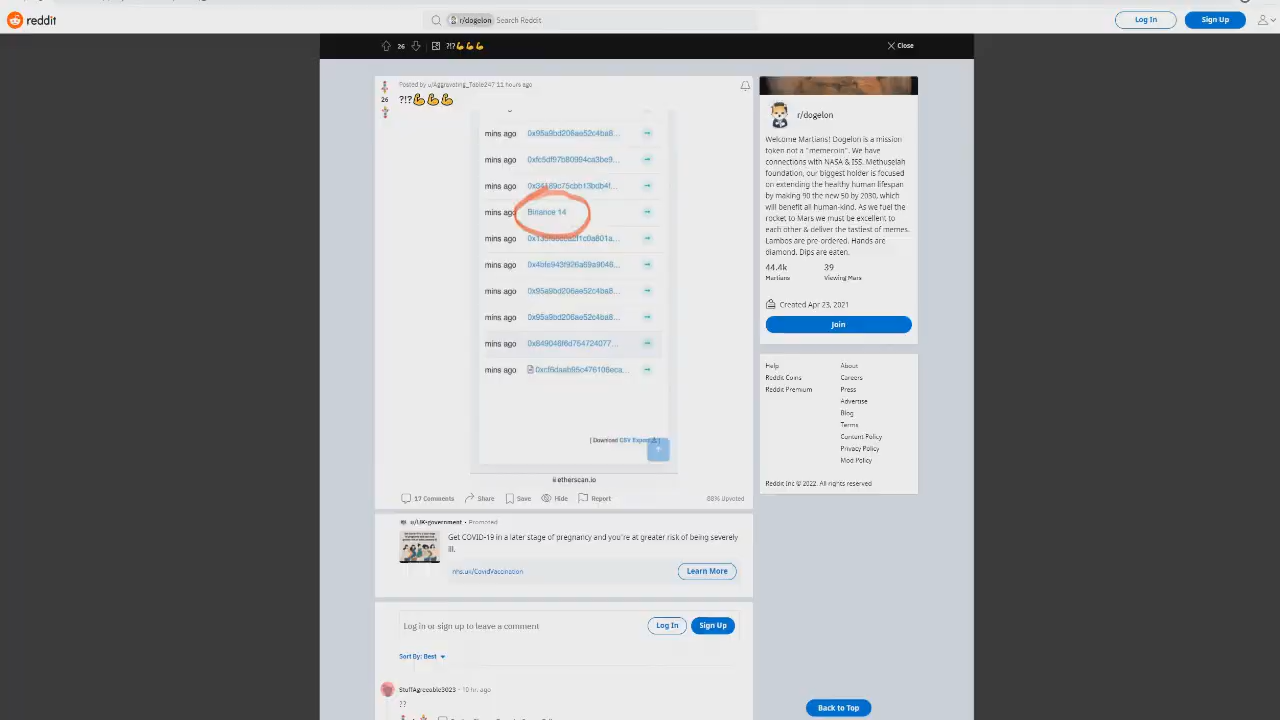 reddit
r/dogelon Search Reddit
Log In
Sign Up
26
?!?💪💪💪
Close
Posted by u/Aggravating_Table247 11 hours ago
26
?!?💪💪💪
mins ago 0x95a9bd206ae52c4ba8...
mins ago 0xfc5df97b80994ca3be9...
mins ago
mins ago Binance 14
mins ago
mins ago 0x4bfe943f926a69a9046...
mins ago 0x95a9bd206ae52c4ba8...
mins ago 0x95a9bd206ae52c4ba8...
mins ago 0x649046f6d764724077...
mins ago 0xcf6daab95c476106eca...
[ Download CSV Export ]
etherscan.io
17 Comments Share Save Hide Report
88% Upvoted
u/UK-government • Promoted
Get COVID-19 in a later stage of pregnancy and you're at greater risk of being severely
ill.
nhs.uk/CovidVaccination
Learn More
Log in or sign up to leave a comment
Log In
Sign Up
Sort By: Best
StuffAgreeable3023 • 10 hr. ago
??
r/dogelon
Welcome Martians! Dogelon is a mission
token not a "memeroin". We have
connections with NASA & ISS. Methuselah
foundation, our biggest holder is focused
on extending the healthy human lifespan
by making 90 the new 50 by 2030, which
will benefit all human-kind. As we fuel the
rocket to Mars we must be excellent to
each other & deliver the tastiest of memes.
Lambos are pre-ordered. Hands are
diamond. Dips are eaten.
44.4k 39
Martians Viewing Mars
Created Apr 23, 2021
Join
Help About
Reddit Coins Careers
Reddit Premium Press
Advertise
Blog
Terms
Content Policy
Privacy Policy
Mod Policy
Reddit Inc © 2022. All rights reserved
Back to Top